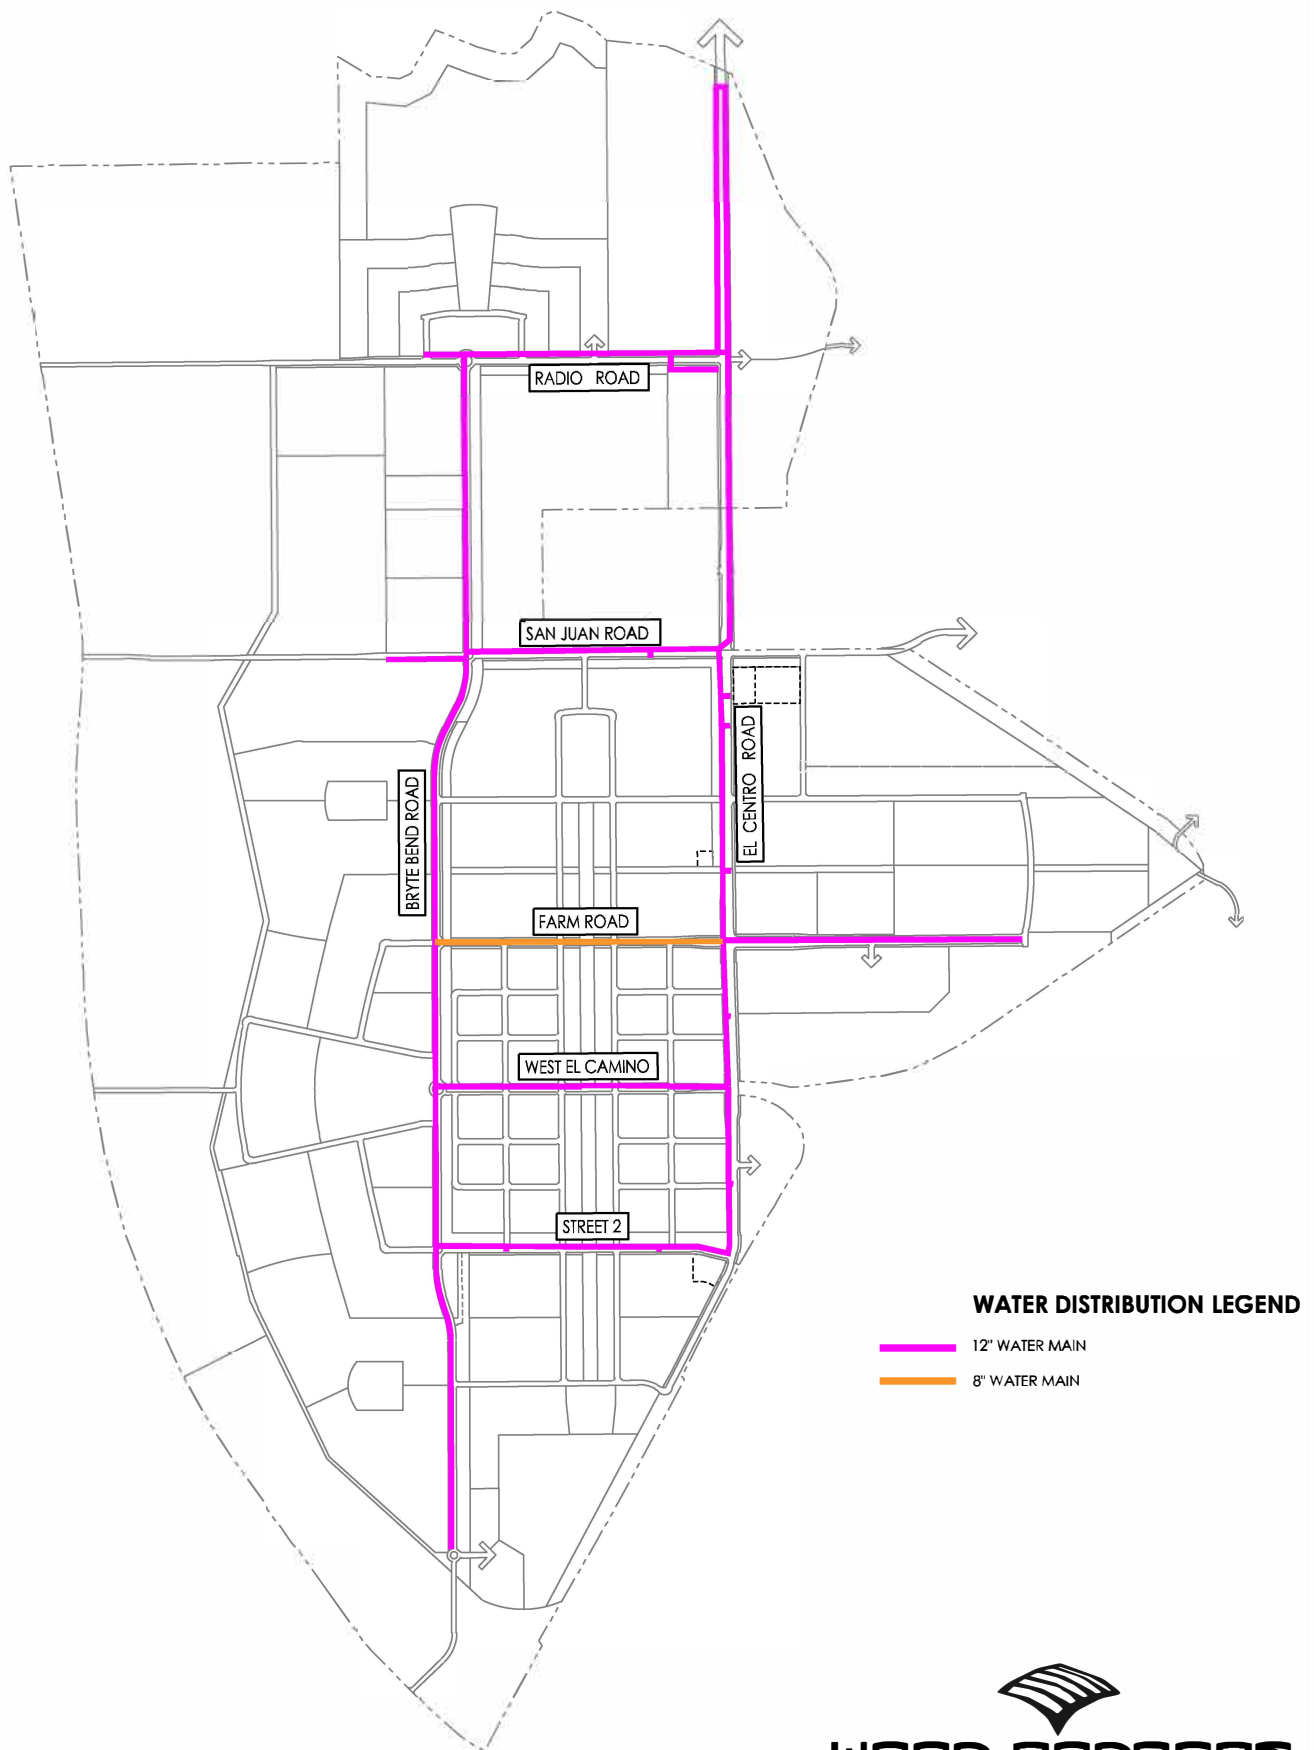 RADIO ROAD
SAN JUAN ROAD
EL CENTRO ROAD
BRYTE BEND ROAD
FARM ROAD
WEST EL CAMINO
STREET 2
WATER DISTRIBUTION LEGEND
12" WATER MAIN
8" WATER MAIN